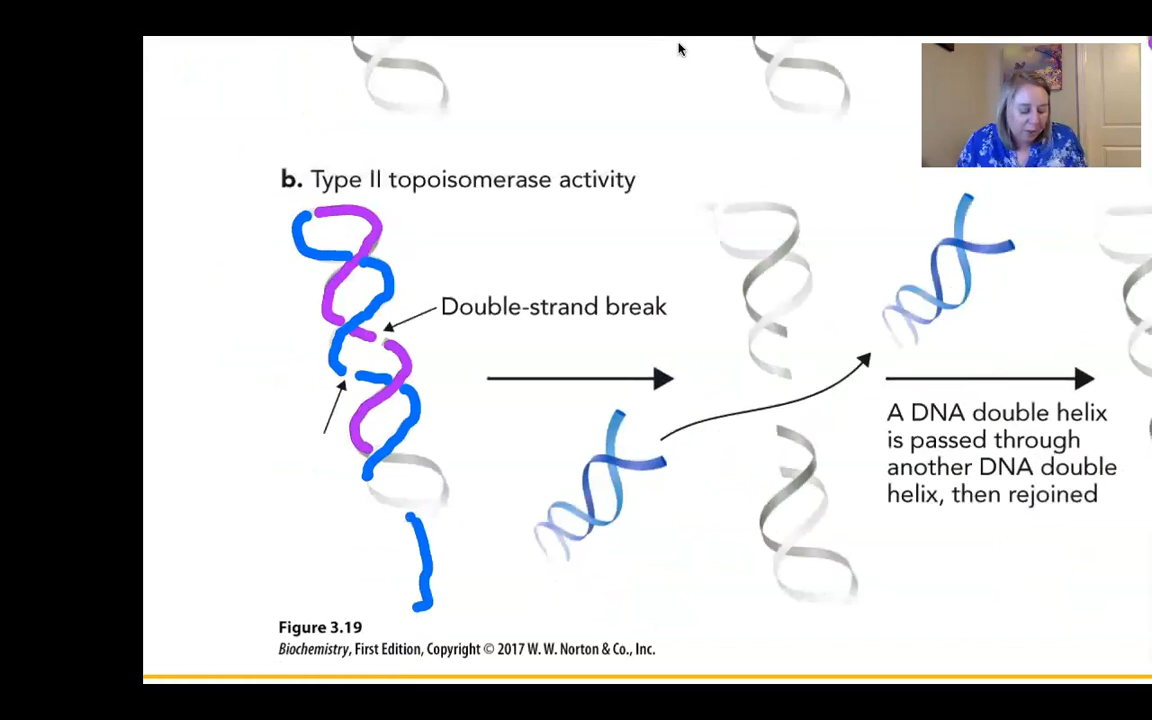 b. Type II topoisomerase activity
Double-strand break
A DNA double helix
is passed through
another DNA double
helix, then rejoined
Figure 3.19
Biochemistry, First Edition, Copyright © 2017 W. W. Norton & Co., Inc.